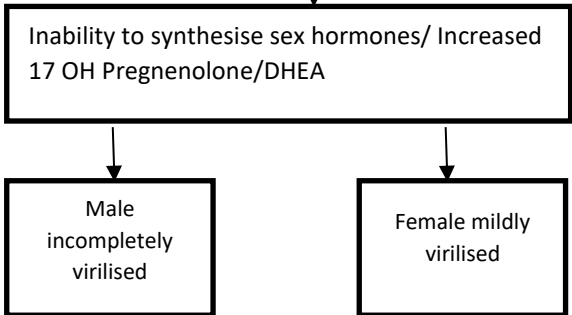 Inability to synthesise sex hormones/ Increased
17 OH Pregnenolone/DHEA
Male
incompletely
virilised
Female mildly
virilised